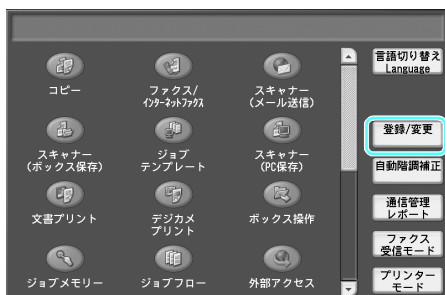 言語切り替え
Language
コピー
ファクス/
インターネットファクス
スキャナー
(メール送信)
登録/変更
スキャナー
(ボックス保存)
ジョブ
テンプレート
スキャナー
(PC保存)
自動階調補正
文書プリント
デジカメ
プリント
ボックス操作
通信管理
レポート
ファクス
受信モード
ジョブメモリー
ジョブフロー
外部アクセス
プリンター
モード